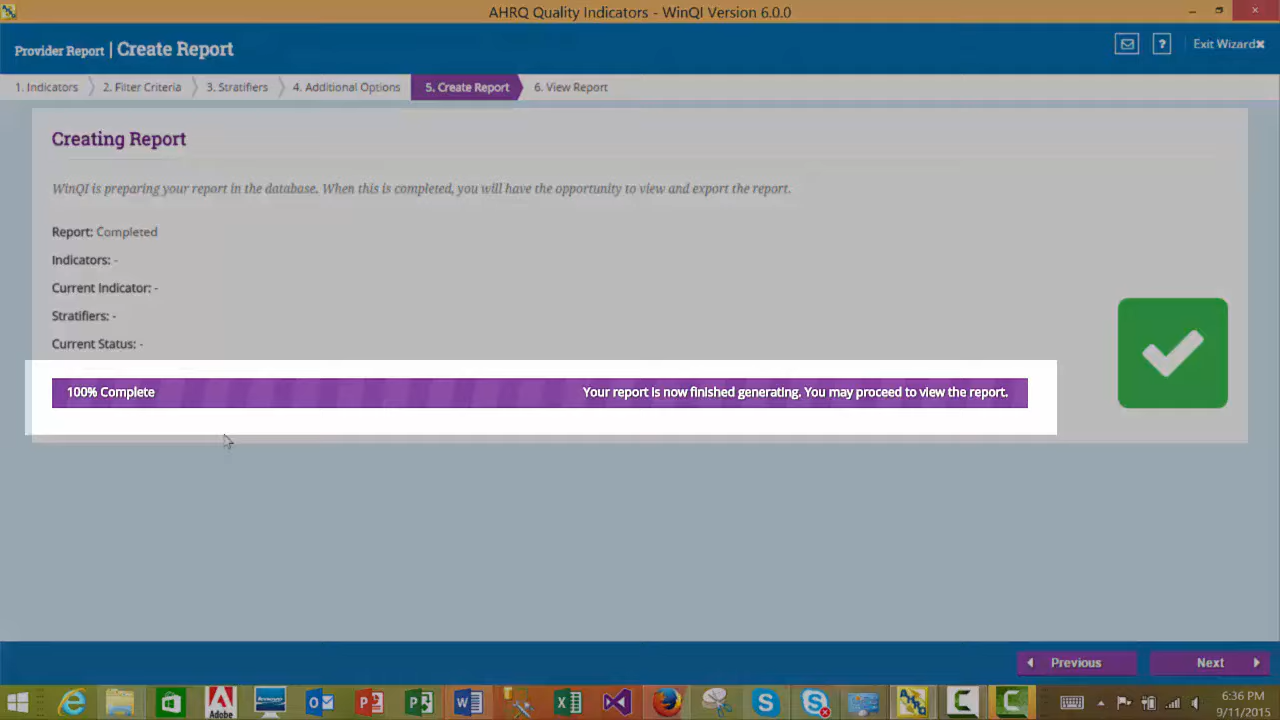 AHRQ Quality Indicators - WinQI Version 6.0.0
Provider Report | Create Report
?
Exit Wizard✖
1. Indicators
2. Filter Criteria
3. Stratifiers
4. Additional Options
5. Create Report
6. View Report
Creating Report
WinQI is preparing your report in the database. When this is completed, you will have the opportunity to view and export the report.
Report: Completed
Indicators: -
Current Indicator: -
Stratifiers: -
Current Status: -
100% Complete
Your report is now finished generating. You may proceed to view the report.
Previous
Next
Adobe
6:36 PM
9/11/2015